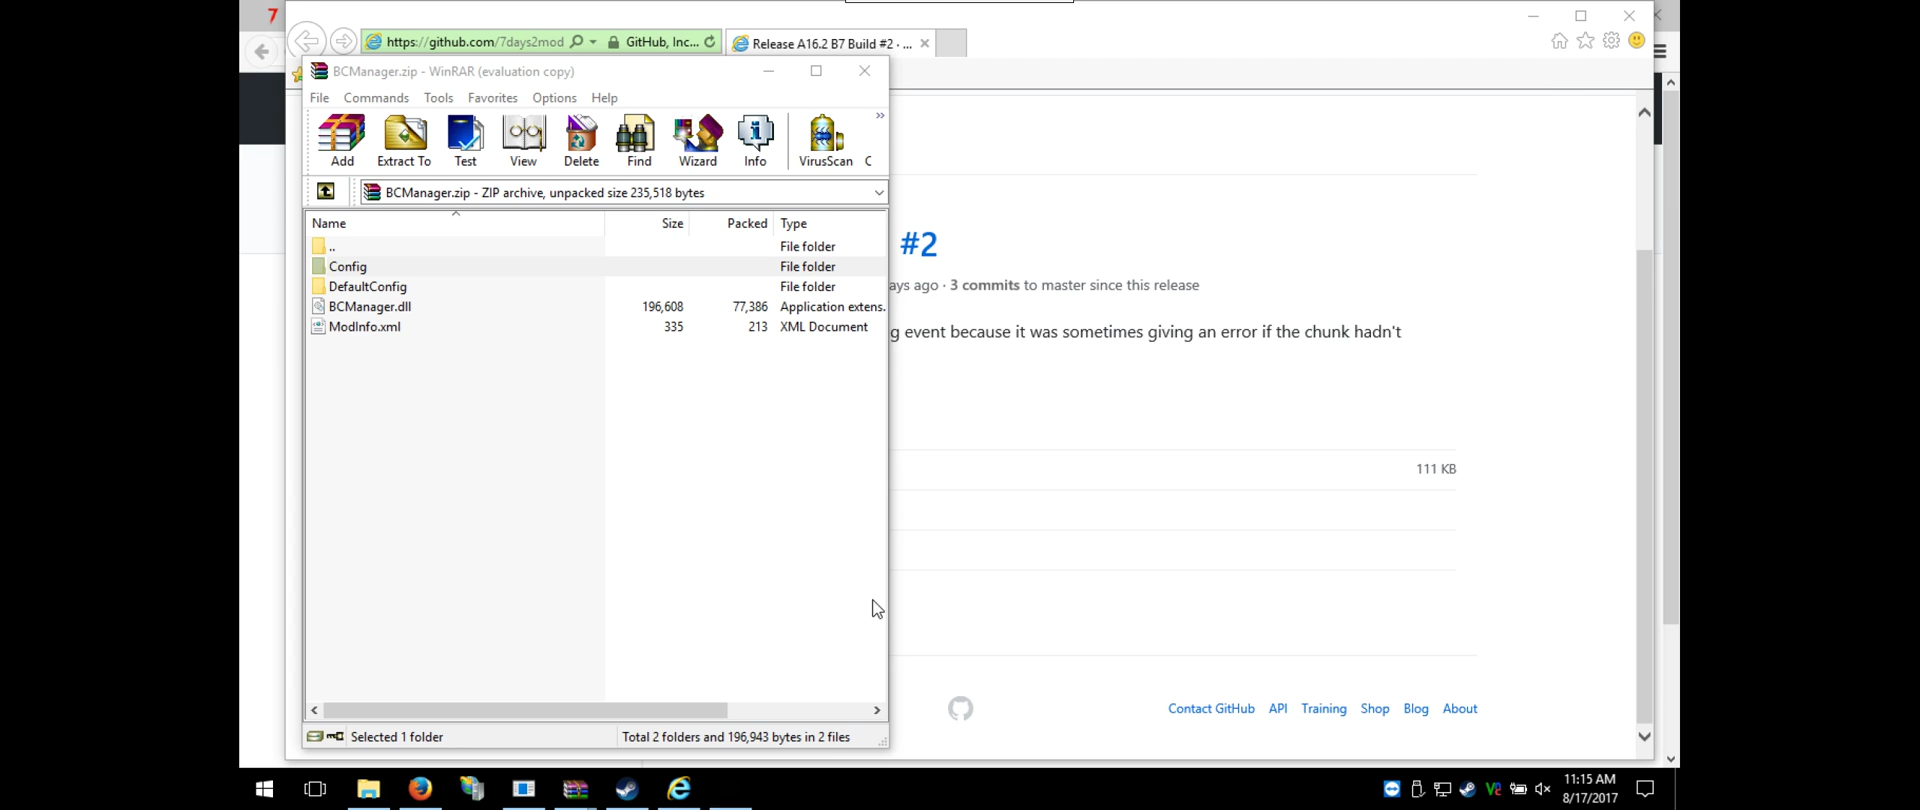 7
https://github.com/7days2mod
GitHub, Inc...
Release A16.2 B7 Build #2 · ...
BCManager.zip - WinRAR (evaluation copy)
File Commands Tools Favorites Options Help
Add Extract To Test View Delete Find Wizard Info VirusScan C
BCManager.zip - ZIP archive, unpacked size 235,518 bytes
Name Size Packed Type
.. File folder
Config File folder
DefaultConfig File folder
BCManager.dll 196,608 77,386 Application extens.
ModInfo.xml 335 213 XML Document
#2
ays ago · 3 commits to master since this release
g event because it was sometimes giving an error if the chunk hadn't
111 KB
Contact GitHub API Training Shop Blog About
Selected 1 folder
Total 2 folders and 196,943 bytes in 2 files
11:15 AM
8/17/2017